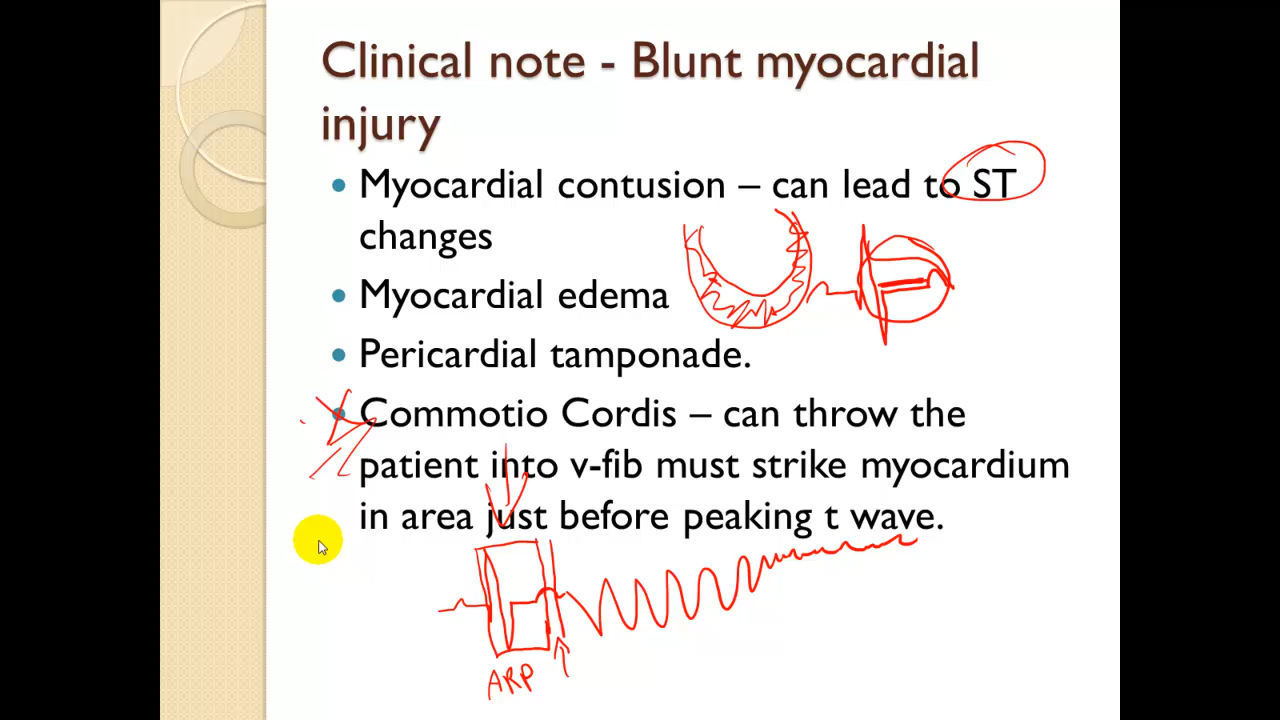 Clinical note - Blunt myocardial
injury
• Myocardial contusion – can lead to ST
changes
• Myocardial edema
• Pericardial tamponade.
• Commotio Cordis – can throw the
patient into v-fib must strike myocardium
in area just before peaking t wave.
ARP